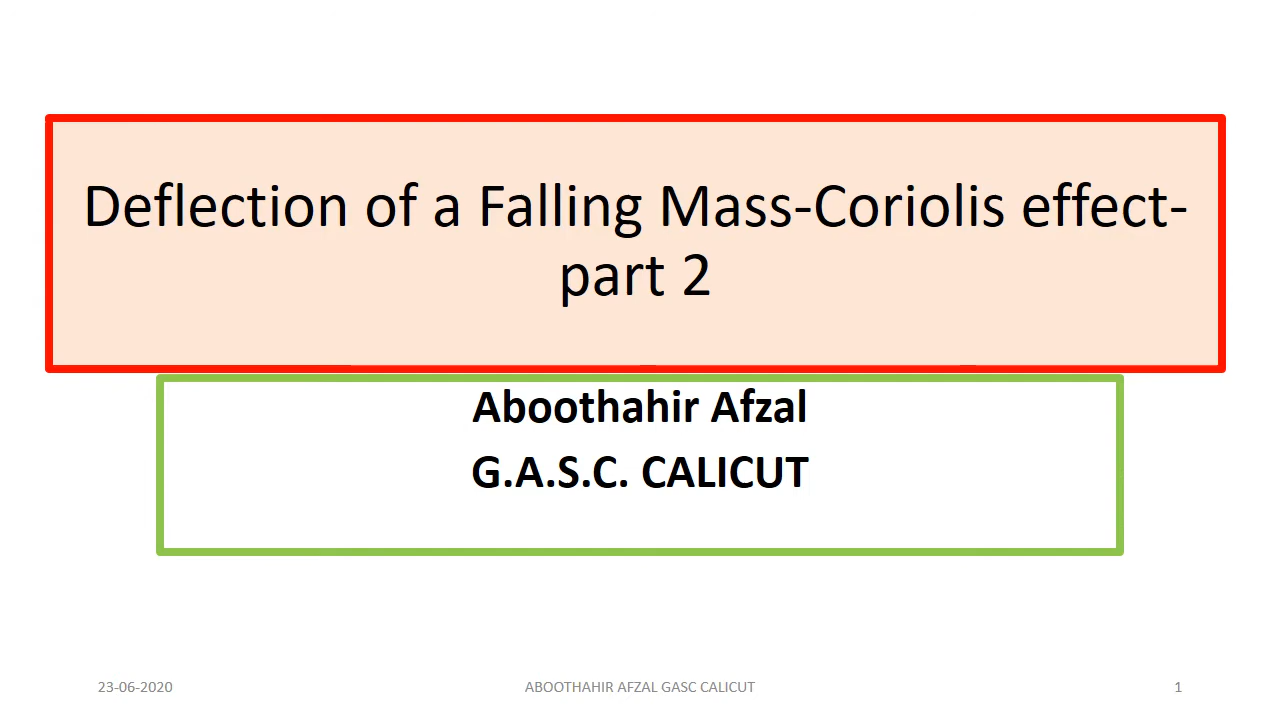 Deflection of a Falling Mass-Coriolis effect-
part 2
Aboothahir Afzal
G.A.S.C. CALICUT
23-06-2020
ABOOTHAHIR AFZAL GASC CALICUT
1